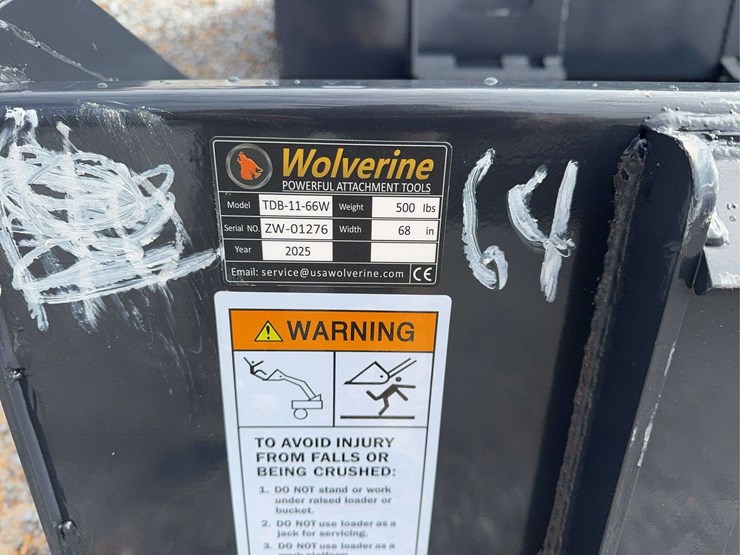 Wolverine
POWERFUL ATTACHMENT TOOLS
Model TDB-11-66W Weight 500 lbs
Serial NO. ZW-01276 Width 68 in
Year 2025
Email: service@usawolverine.com CE
64
WARNING
TO AVOID INJURY
FROM FALLS OR
BEING CRUSHED:
1. DO NOT stand or work
under raised loader or
bucket.
2. DO NOT use loader as a
jack for servicing.
3. DO NOT use loader as a
work platform.